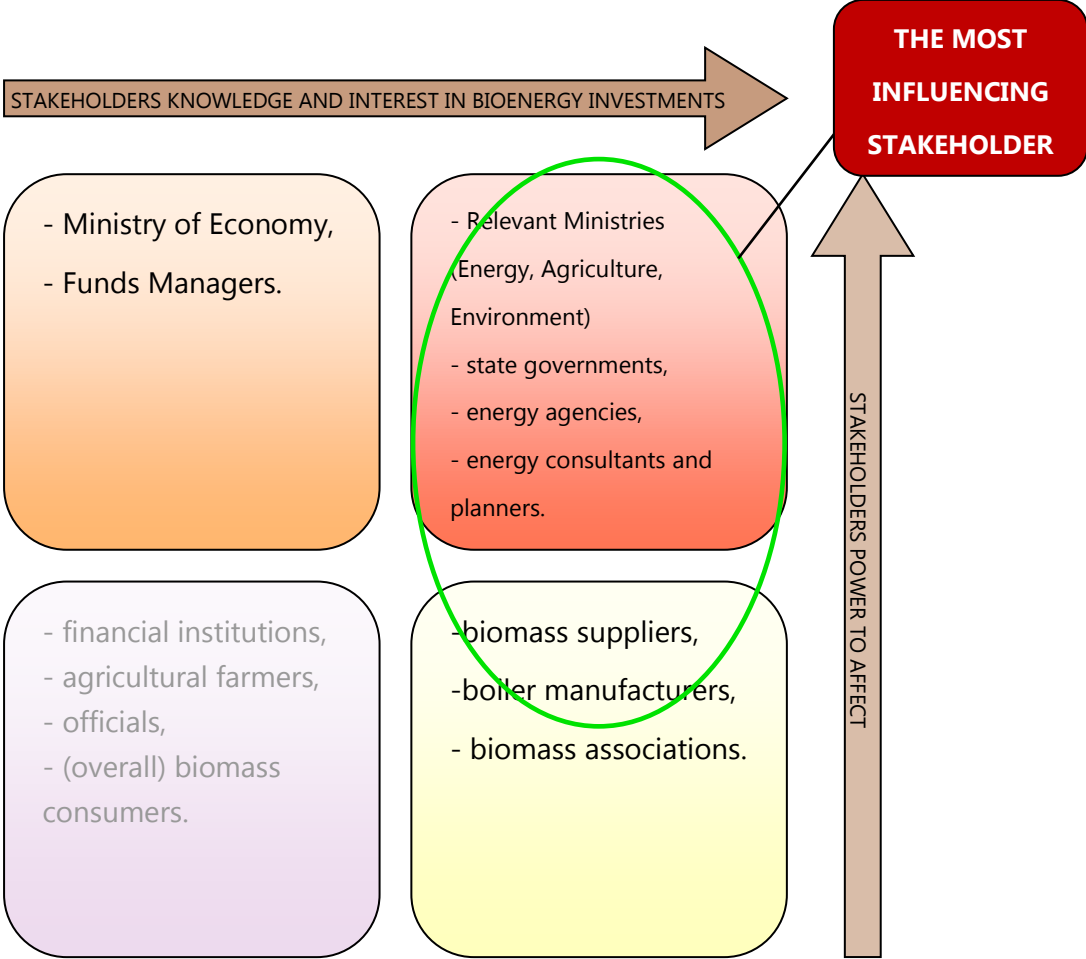 THE MOST
INFLUENCING
STAKEHOLDER
STAKEHOLDERS KNOWLEDGE AND INTEREST IN BIOENERGY INVESTMENTS
- Ministry of Economy,
- Funds Managers.
- Relevant Ministries
(Energy, Agriculture,
Environment)
- state governments,
- energy agencies,
- energy consultants and
planners.
STAKEHOLDERS POWER TO AFFECT
- financial institutions,
- agricultural farmers,
- officials,
- (overall) biomass
consumers.
-biomass suppliers,
-boiler manufacturers,
- biomass associations.